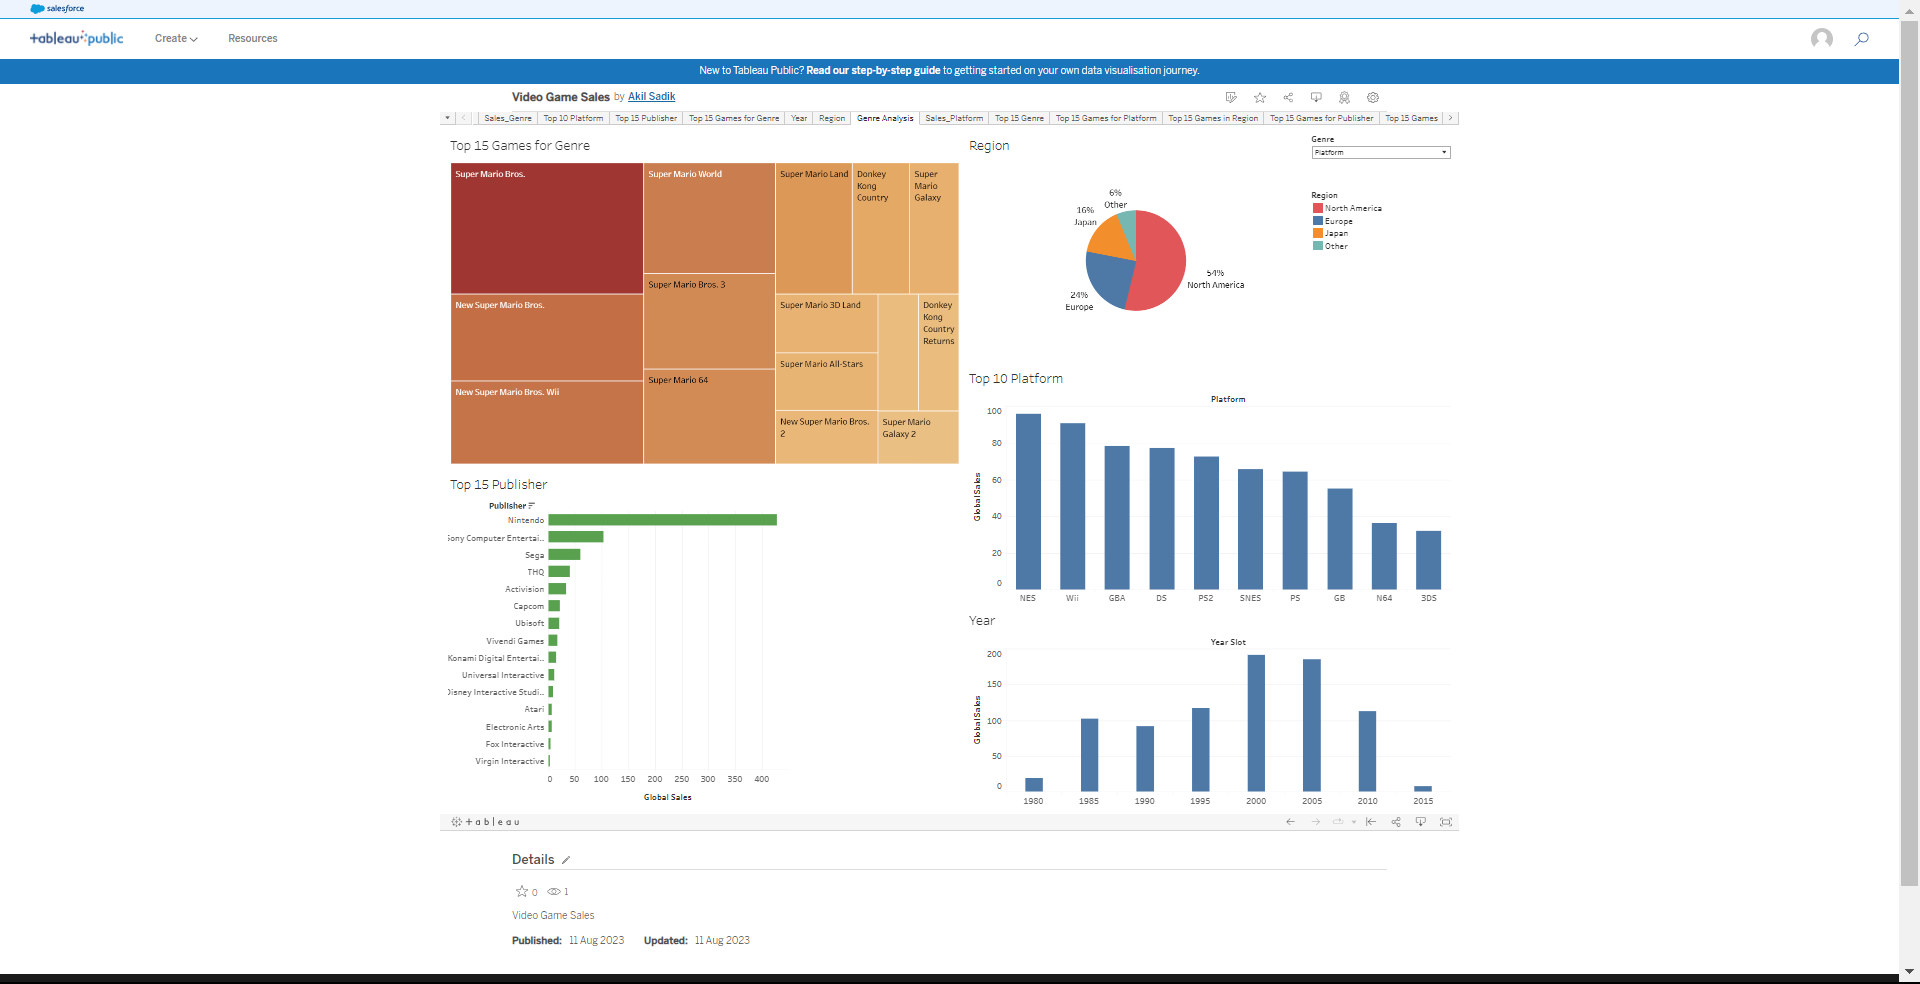 salesforce
+ableau public
Create
Resources
New to Tableau Public? Read our step-by-step guide to getting started on your own data visualisation journey.
Video Game Sales by Akil Sadik
Sales_Genre Top 10 Platform Top 15 Publisher Top 15 Games for Genre Year Region Genre Analysis Sales_Platform Top 15 Genre Top 15 Games for Platform Top 15 Games in Region Top 15 Games for Publisher Top 15 Games
Top 15 Games for Genre
Super Mario Bros.
Super Mario World
Super Mario Land
Donkey
Kong
Country
Super
Mario
Galaxy
Super Mario Bros. 3
New Super Mario Bros.
Super Mario 3D Land
Donkey
Kong
Country
Returns
Super Mario All-Stars
Super Mario 64
New Super Mario Bros. Wii
New Super Mario Bros.
2
Super Mario
Galaxy 2
Region
Genre
Platform
6%
Other
16%
Japan
54%
North America
24%
Europe
Region
North America
Europe
Japan
Other
Top 10 Platform
Platform
100
80
60
40
20
0
Global Sales
NES Wii GBA DS PS2 SNES PS GB N64 3DS
Top 15 Publisher
Publisher
Nintendo
Sony Computer Entertai..
Sega
THQ
Activision
Capcom
Ubisoft
Vivendi Games
Konami Digital Entertai..
Universal Interactive
Disney Interactive Studi..
Atari
Electronic Arts
Fox Interactive
Virgin Interactive
0 50 100 150 200 250 300 350 400
Global Sales
Year
Year Slot
200
150
100
50
0
Global Sales
1980 1985 1990 1995 2000 2005 2010 2015
+ableau
Details
0 1
Video Game Sales
Published: 11 Aug 2023 Updated: 11 Aug 2023